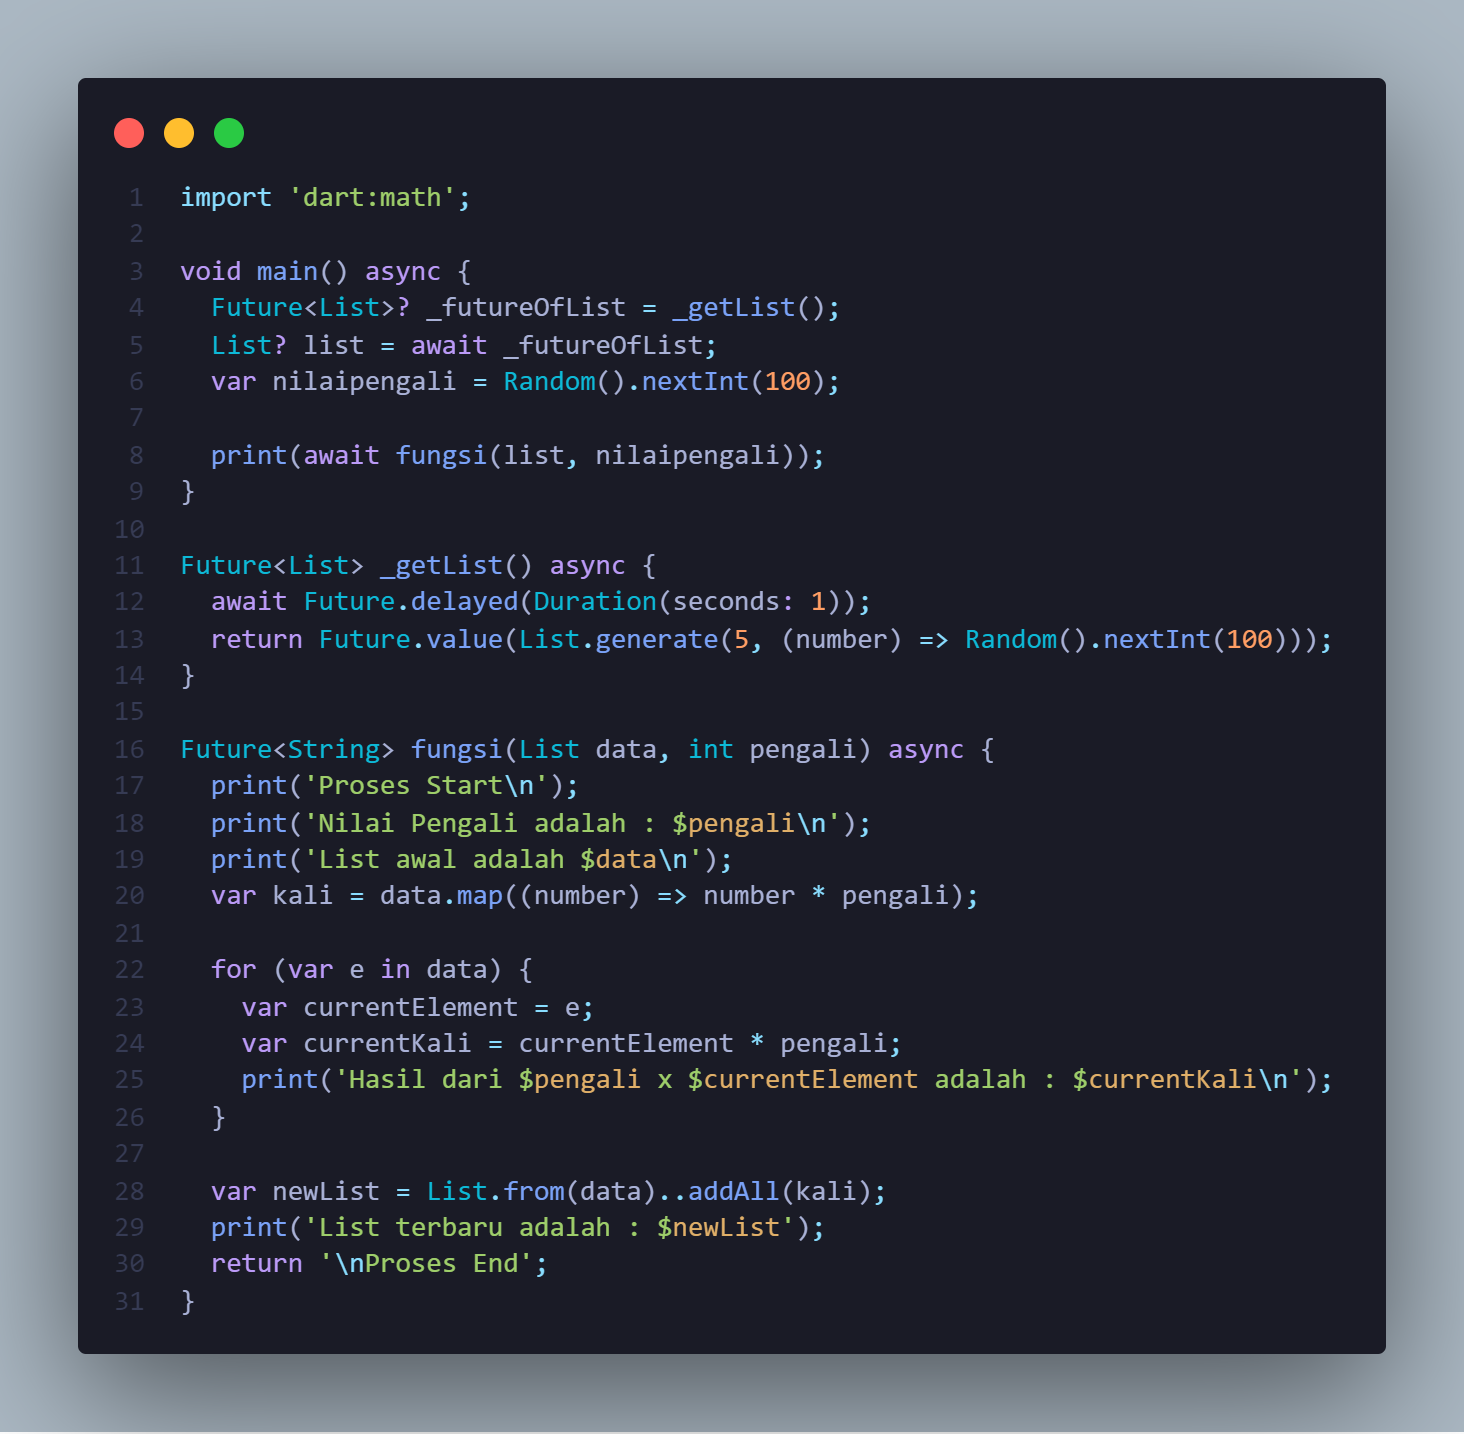 1 import 'dart:math';
2
3 void main() async {
4   Future<List>? _futureOfList = _getList();
5   List? list = await _futureOfList;
6   var nilaipengali = Random().nextInt(100);
7
8   print(await fungsi(list, nilaipengali));
9 }
10
11 Future<List> _getList() async {
12   await Future.delayed(Duration(seconds: 1));
13   return Future.value(List.generate(5, (number) => Random().nextInt(100)));
14 }
15
16 Future<String> fungsi(List data, int pengali) async {
17   print('Proses Start\n');
18   print('Nilai Pengali adalah : $pengali\n');
19   print('List awal adalah $data\n');
20   var kali = data.map((number) => number * pengali);
21
22   for (var e in data) {
23     var currentElement = e;
24     var currentKali = currentElement * pengali;
25     print('Hasil dari $pengali x $currentElement adalah : $currentKali\n');
26   }
27
28   var newList = List.from(data)..addAll(kali);
29   print('List terbaru adalah : $newList');
30   return '\nProses End';
31 }